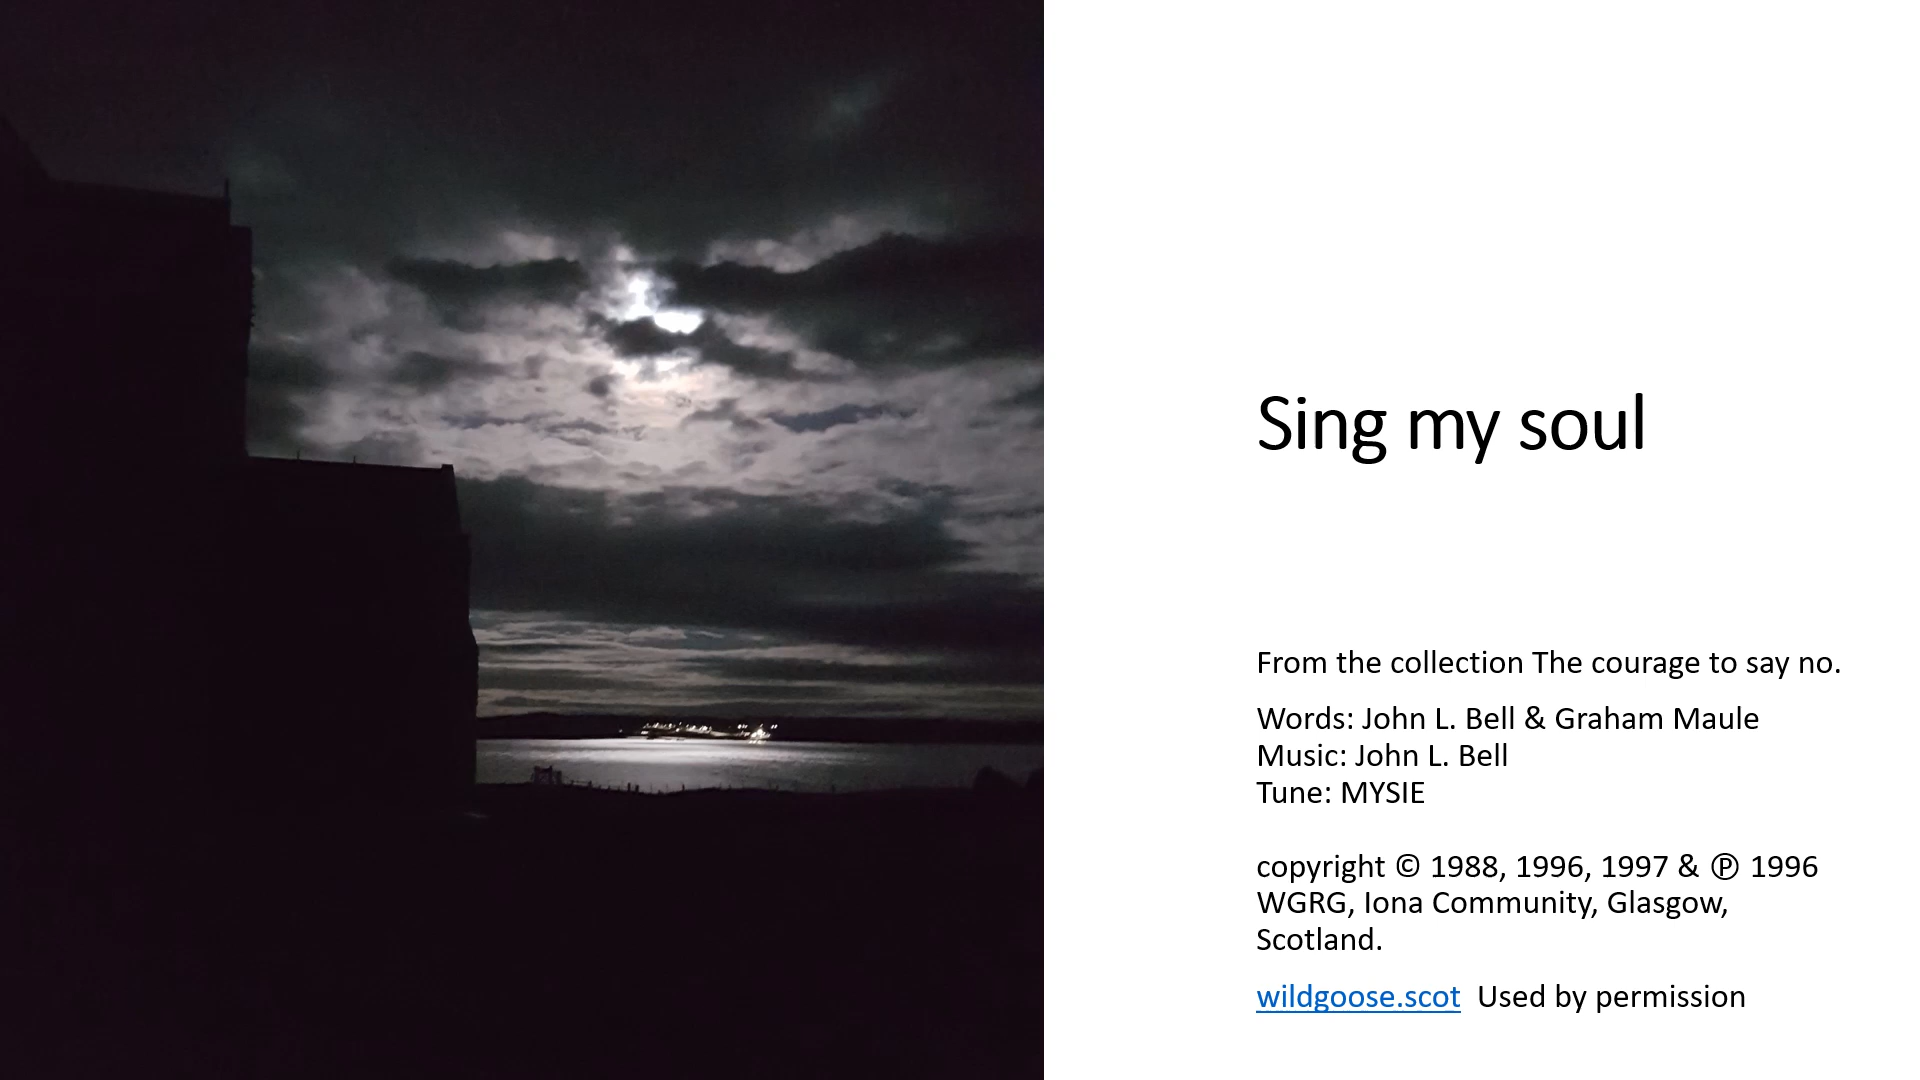 Sing my soul
From the collection The courage to say no.
Words: John L. Bell & Graham Maule
Music: John L. Bell
Tune: MYSIE
copyright © 1988, 1996, 1997 & ℗ 1996
WGRG, Iona Community, Glasgow,
Scotland.
wildgoose.scot  Used by permission